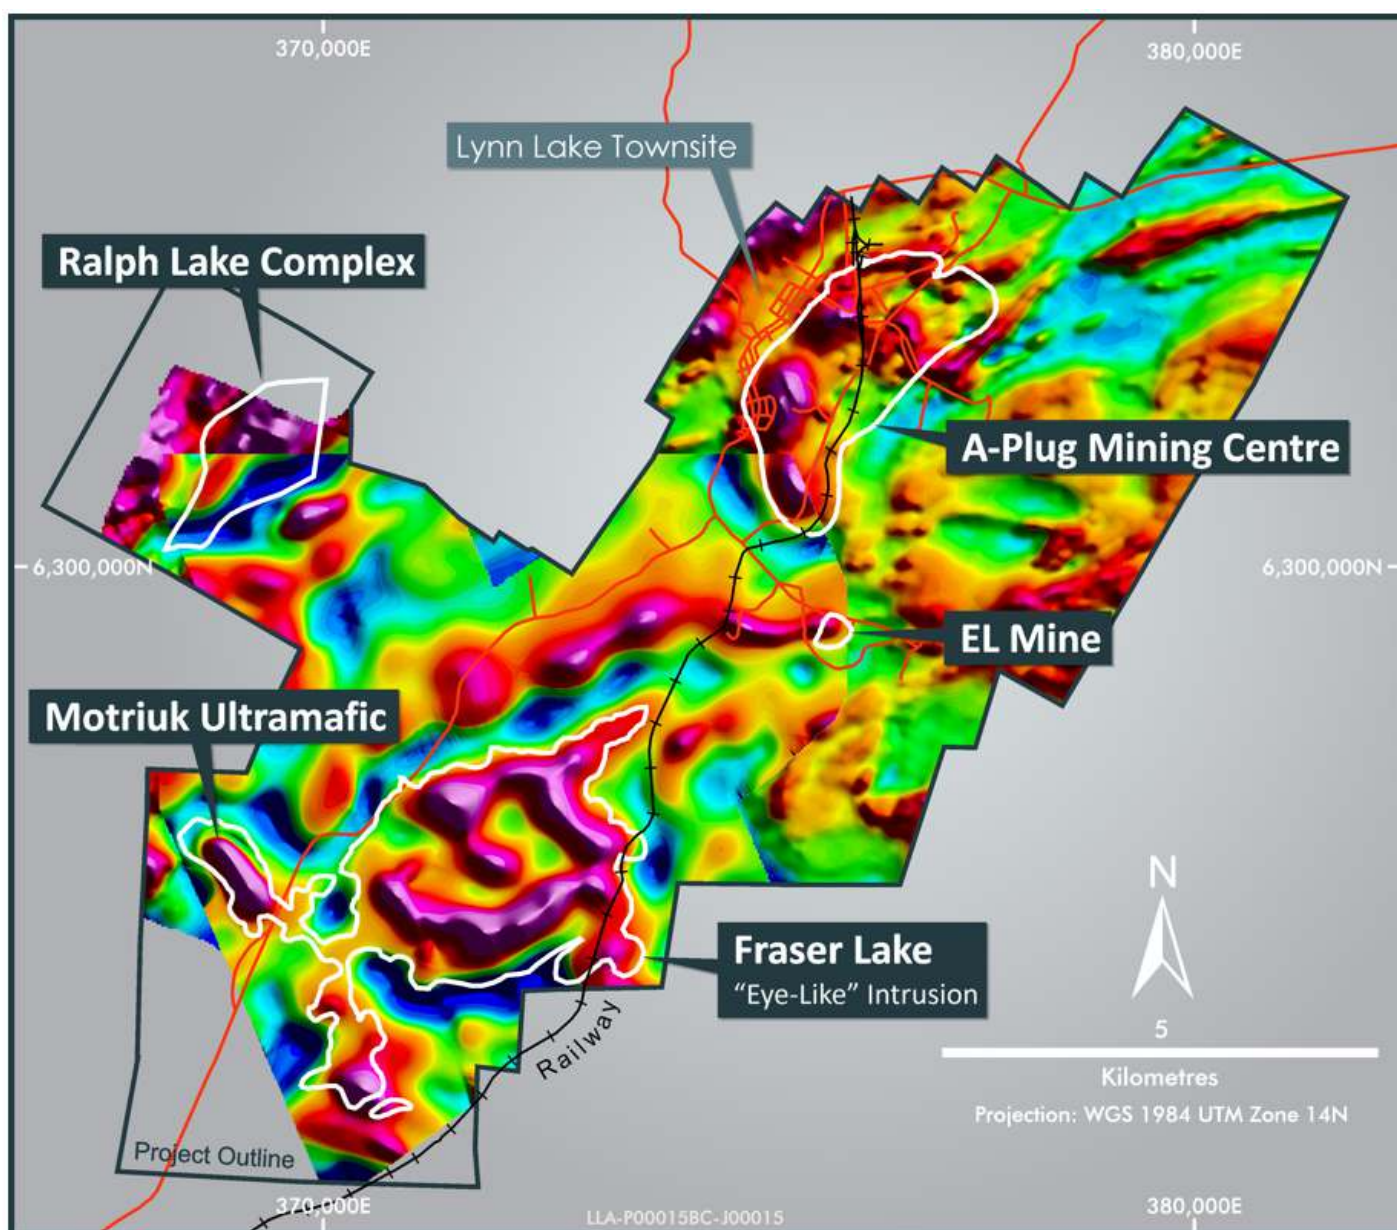 370,000E
380,000E
Lynn Lake Townsite
Ralph Lake Complex
A-Plug Mining Centre
6,300,000N
6,300,000N
EL Mine
Motriuk Ultramafic
N
Fraser Lake
“Eye-Like” Intrusion
5
Railway
Kilometres
Projection: WGS 1984 UTM Zone 14N
Project Outline
370,000E
380,000E
LLA-P00015BC-J00015